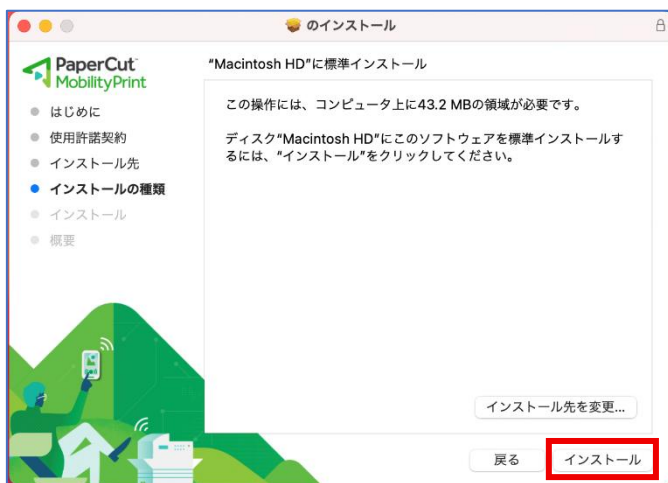 のインストール
PaperCut
MobilityPrint
"Macintosh HD"に標準インストール
はじめに
使用許諾契約
インストール先
インストールの種類
インストール
概要
この操作には、コンピュータ上に43.2 MBの領域が必要です。
ディスク"Macintosh HD"にこのソフトウェアを標準インストールす
るには、"インストール"をクリックしてください。
インストール先を変更...
戻る
インストール